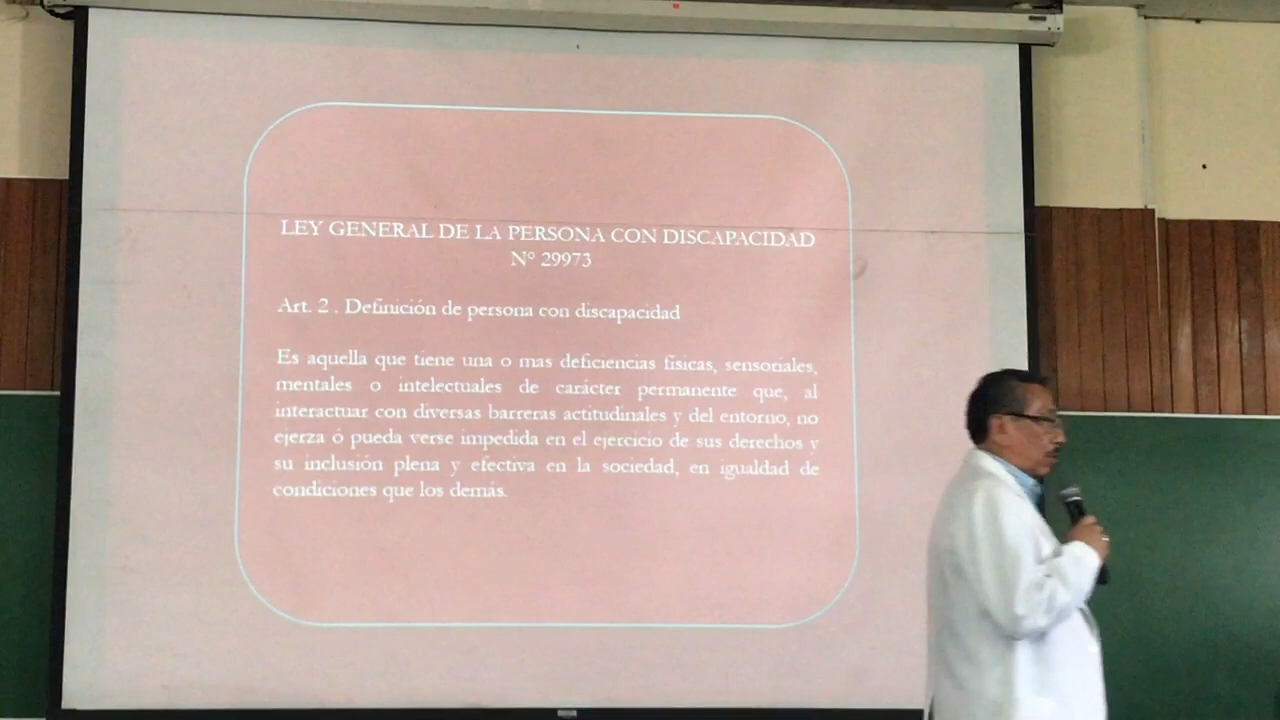 LEY GENERAL DE LA PERSONA CON DISCAPACIDAD
N° 29973
Art. 2 . Definición de persona con discapacidad
Es aquella que tiene una o mas deficiencias físicas, sensoriales,
mentales o intelectuales de carácter permanente que, al
interactuar con diversas barreras actitudinales y del entorno, no
ejerza ó pueda verse impedida en el ejercicio de sus derechos y
su inclusión plena y efectiva en la sociedad, en igualdad de
condiciones que los demás.